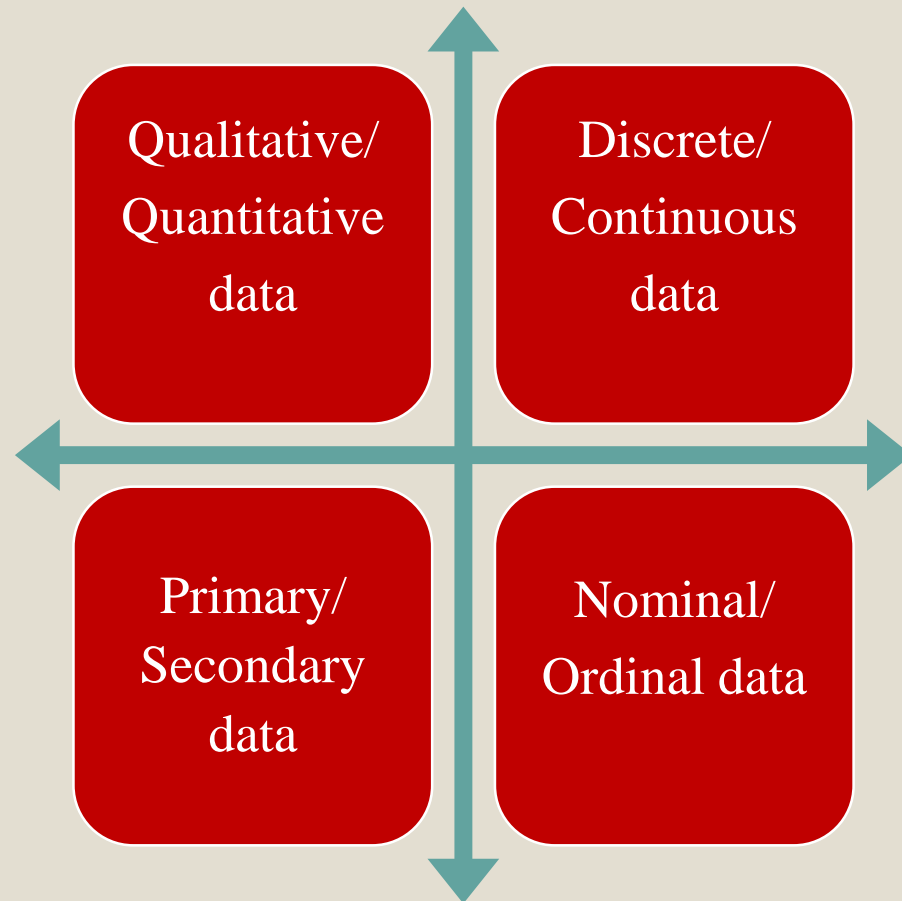 Qualitative/
Quantitative
data
Discrete/
Continuous
data
Primary/
Secondary
data
Nominal/
Ordinal data